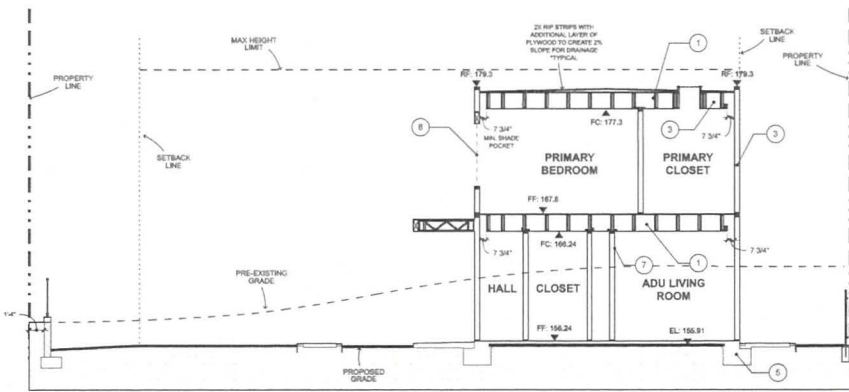 2X RIP STRIPS WITH
ADDITIONAL LAYER OF
PLYWOOD TO CREATE 2%
SLOPE FOR DRAINAGE
*TYPICAL
1
SETBACK
LINE
MAX HEIGHT
LIMIT
PROPERTY
LINE
PROPERTY
LINE
RF: 179.3
RF: 179.3
FC: 177.3
3
8
7 3/4"
MIN. SHADE
POCKET
7 3/4"
3
SETBACK
LINE
PRIMARY
BEDROOM
PRIMARY
CLOSET
FF: 167.8
FC: 166.24
7 3/4"
7
1
7 3/4"
PRE-EXISTING
GRADE
HALL
CLOSET
ADU LIVING
ROOM
FF: 156.24
EL: 155.91
PROPOSED
GRADE
5